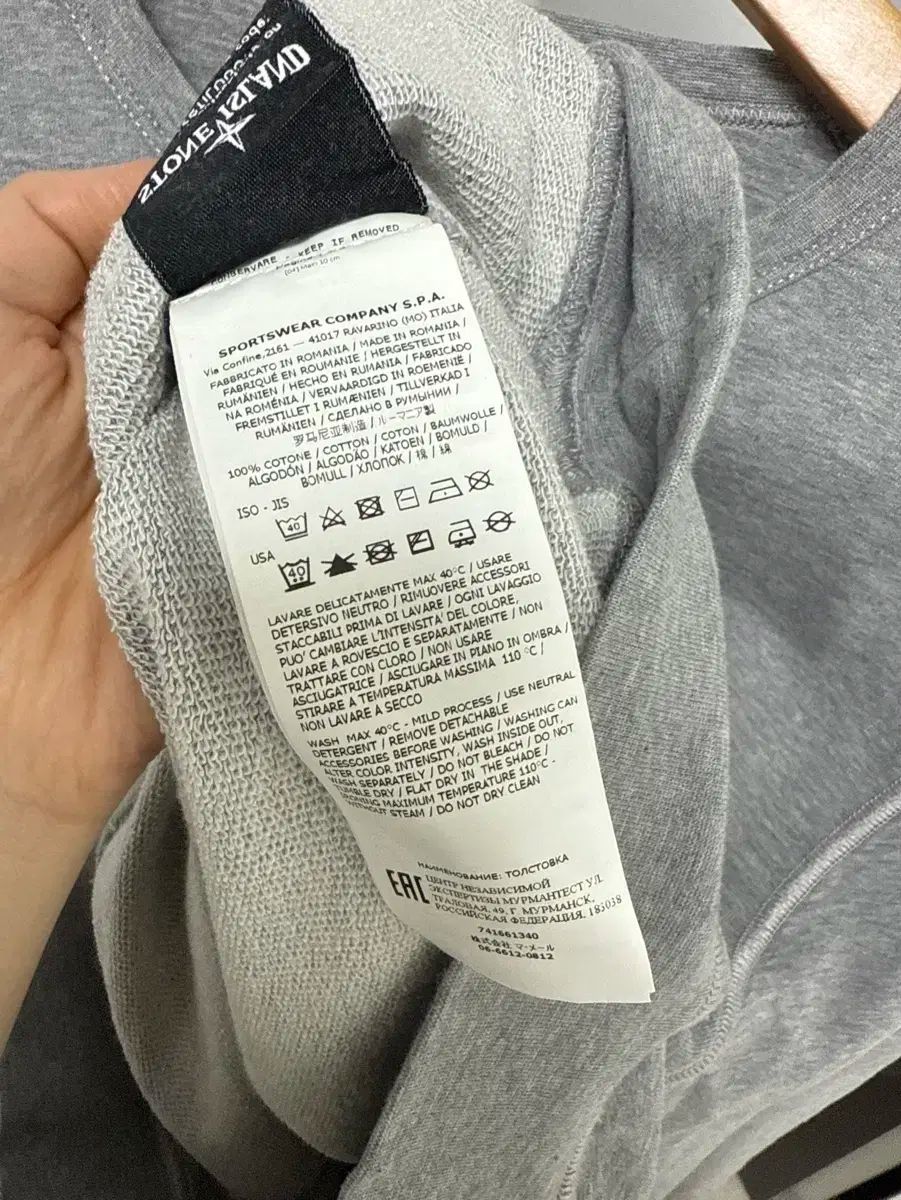 STONE ISLAND
CONSERVARE - KEEP IF REMOVED
SPORTSWEAR COMPANY S.P.A.
Via Confine,2161 — 41017 RAVARINO (MO) ITALIA
FABBRICATO IN ROMANIA / MADE IN ROMANIA /
FABRIQUÉ EN ROUMANIE / HERGESTELLT IN
RUMÄNIEN / HECHO EN RUMANIA / FABRICADO
NA ROMÉNIA / VERVAARDIGD IN ROEMENIË /
FREMSTILLET I RUMÆNIEN / TILLVERKAD I
RUMÄNIEN / СДЕЛАНО В РУМЫНИИ /
罗马尼亚制造 / ルーマニア製
100% COTONE / COTTON / COTON / BAUMWOLLE /
ALGODÓN / ALGODÃO / KATOEN / BOMULD /
BOMULL / ХЛОПОК / 棉 / 綿
ISO - JIS
40
USA
40
LAVARE DELICATAMENTE MAX 40°C / USARE
DETERSIVO NEUTRO / RIMUOVERE ACCESSORI
STACCABILI PRIMA DI LAVARE / OGNI LAVAGGIO
PUO' CAMBIARE L'INTENSITA' DEL COLORE,
LAVARE A ROVESCIO E SEPARATAMENTE / NON
TRATTARE CON CLORO / NON USARE
ASCIUGATRICE / ASCIUGARE IN PIANO IN OMBRA /
STIRARE A TEMPERATURA MASSIMA 110 °C /
NON LAVARE A SECCO
WASH MAX 40°C - MILD PROCESS / USE NEUTRAL
DETERGENT / REMOVE DETACHABLE
ACCESSORIES BEFORE WASHING / WASHING CAN
ALTER COLOR INTENSITY, WASH INSIDE OUT,
WASH SEPARATELY / DO NOT BLEACH / DO NOT
TUMBLE DRY / FLAT DRY IN THE SHADE /
IRONING MAXIMUM TEMPERATURE 110°C -
WITHOUT STEAM / DO NOT DRY CLEAN
НАИМЕНОВАНИЕ: ТОЛСТОВКА
EAC ЦЕНТР НЕЗАВИСИМОЙ
ЭКСПЕРТИЗЫ МУРМАНТЕСТ УЛ.
ТРАЛОВАЯ, 49, Г. МУРМАНСК,
РОССИЙСКАЯ ФЕДЕРАЦИЯ, 183038
741661340
株式会社 マ・メール
06-6612-0812